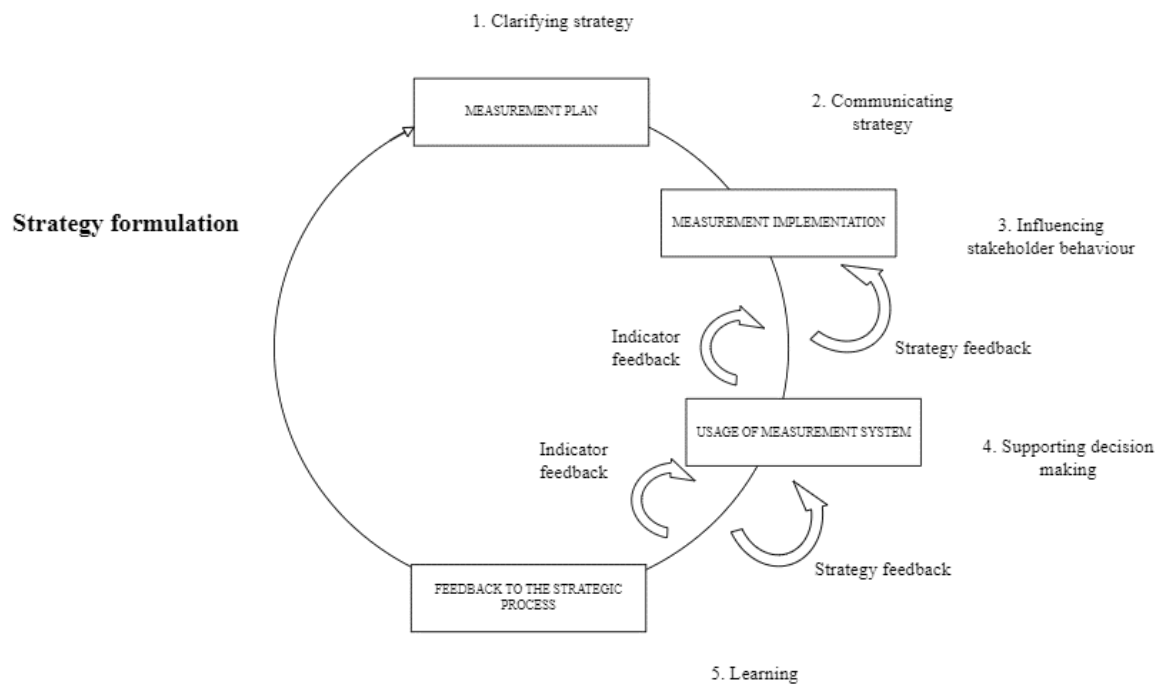 1. Clarifying strategy
MEASUREMENT PLAN
2. Communicating
strategy
MEASUREMENT IMPLEMENTATION
Strategy formulation
3. Influencing
stakeholder behaviour
Indicator
feedback
Strategy feedback
USAGE OF MEASUREMENT SYSTEM
4. Supporting decision
making
Indicator
feedback
Strategy feedback
FEEDBACK TO THE STRATEGIC
PROCESS
5. Learning